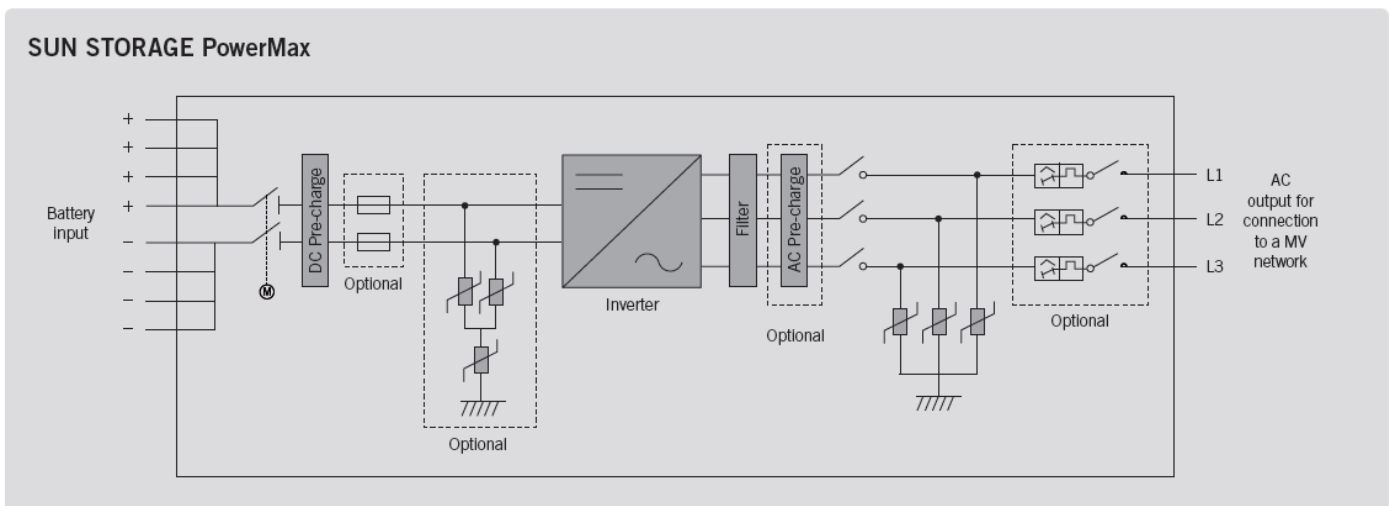 SUN STORAGE PowerMax
+
+
+
+
Battery
input
−
−
−
−
M
DC Pre-charge
Optional
Optional
Inverter
Filter
AC Pre-charge
Optional
Optional
L1
L2
L3
AC
output for
connection
to a MV
network